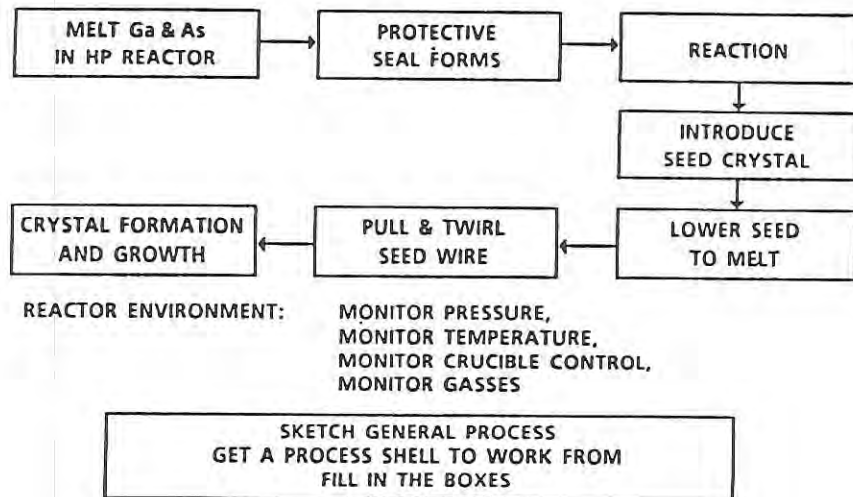 MELT Ga & As
IN HP REACTOR
PROTECTIVE
SEAL FORMS
REACTION
INTRODUCE
SEED CRYSTAL
LOWER SEED
TO MELT
PULL & TWIRL
SEED WIRE
CRYSTAL FORMATION
AND GROWTH
REACTOR ENVIRONMENT: MONITOR PRESSURE,
MONITOR TEMPERATURE,
MONITOR CRUCIBLE CONTROL,
MONITOR GASSES
SKETCH GENERAL PROCESS
GET A PROCESS SHELL TO WORK FROM
FILL IN THE BOXES